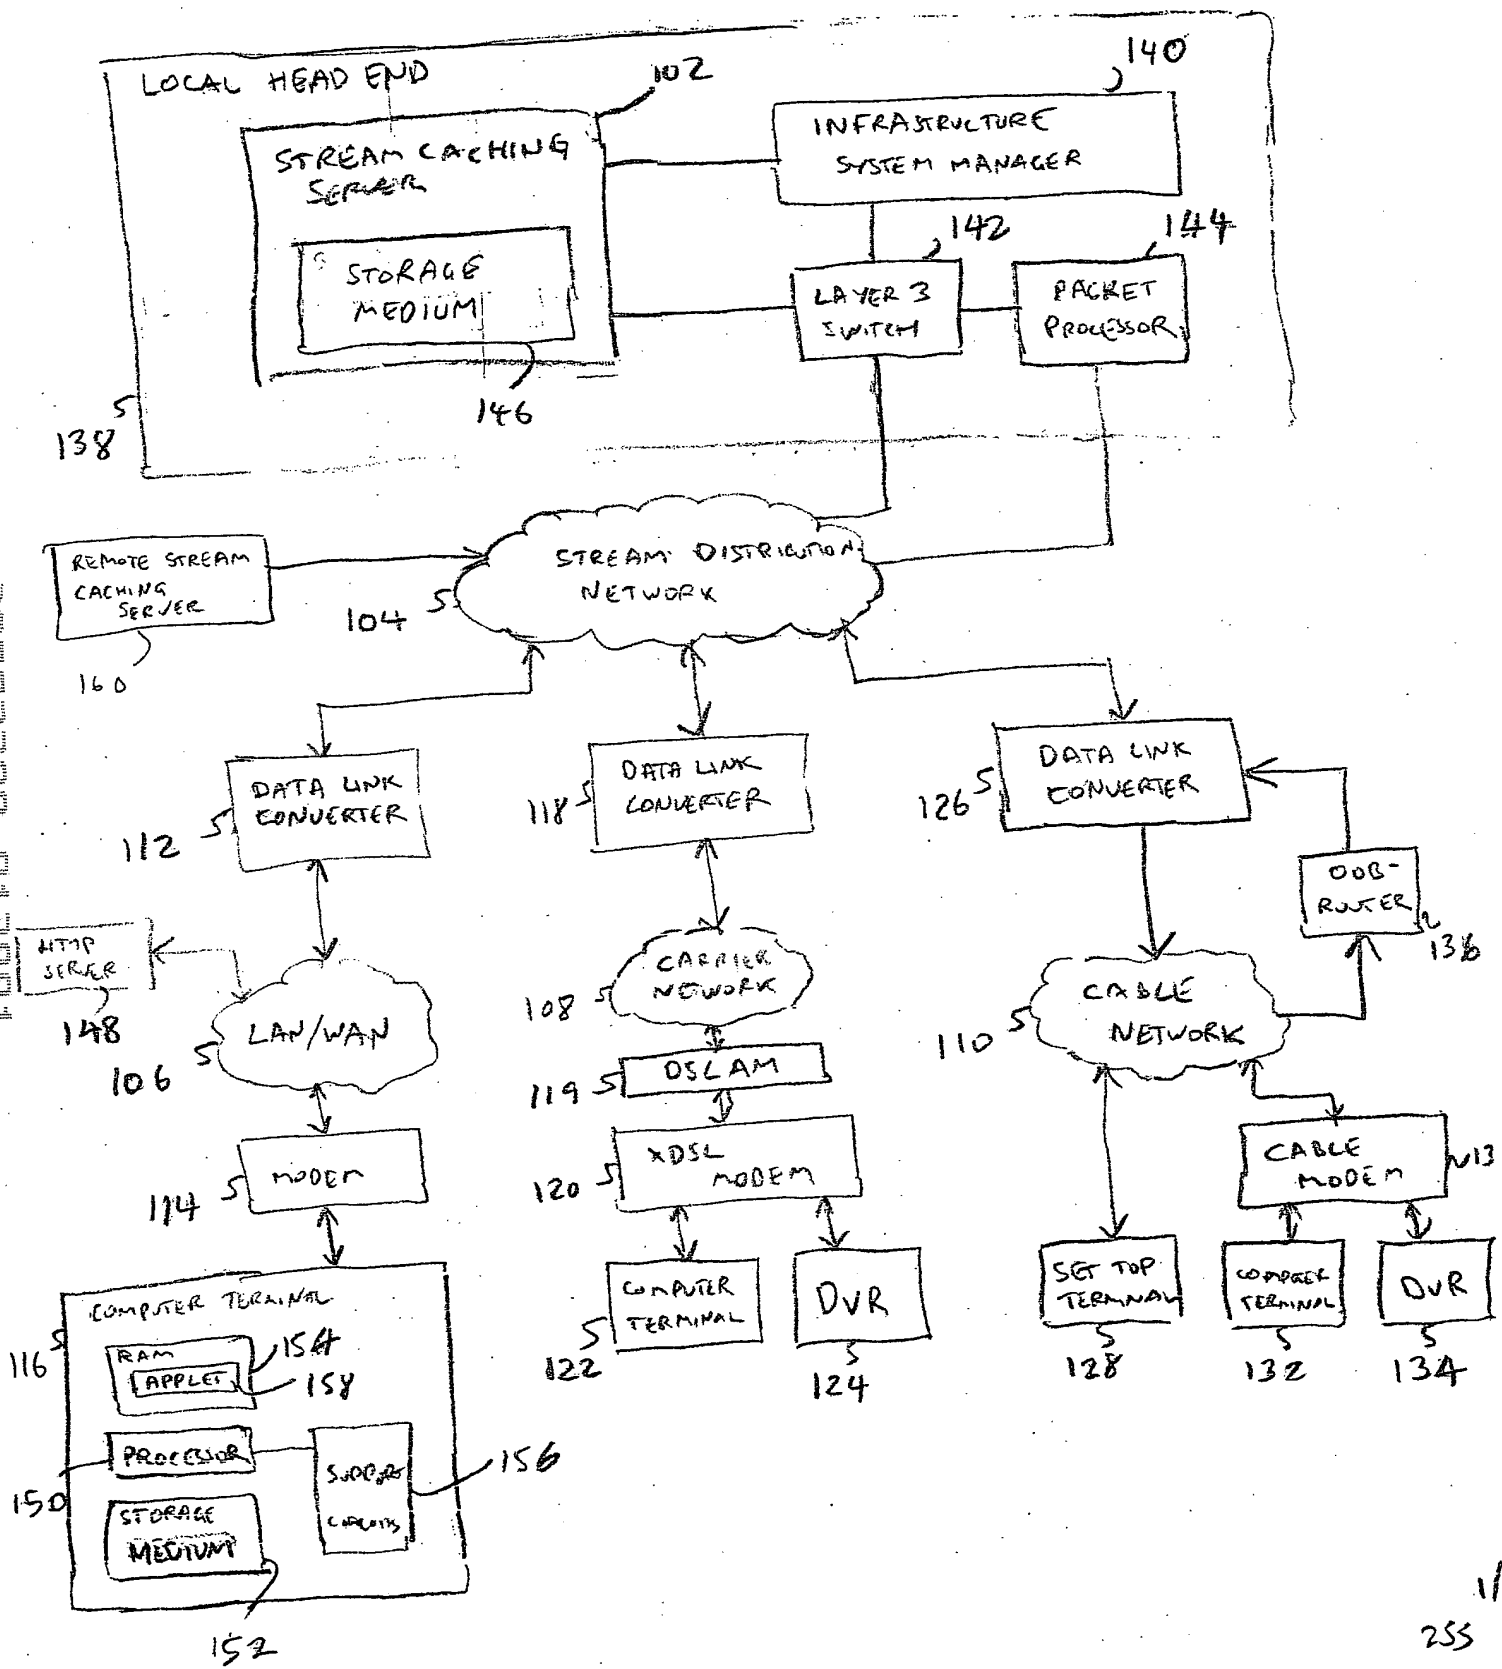 LOCAL HEAD END
102
140
STREAM CACHING
SERVER
INFRASTRUCTURE
SYSTEM MANAGER
STORAGE
MEDIUM
142
144
LAYER 3
SWITCH
PACKET
PROCESSOR
146
138
REMOTE STREAM
CACHING
SERVER
160
STREAM DISTRIBUTION
NETWORK
104
DATA LINK
CONVERTER
112
DATA LINK
CONVERTER
118
DATA LINK
CONVERTER
126
OOB-
ROUTER
136
HTTP
SERVER
148
LAN/WAN
106
CARRIER
NETWORK
108
CABLE
NETWORK
110
DSLAM
119
MODEM
114
XDSL
MODEM
120
CABLE
MODEM
13
COMPUTER TERMINAL
116
RAM
154
APPLET
158
PROCESSOR
150
SUPPORT
CIRCUITS
156
STORAGE
MEDIUM
152
COMPUTER
TERMINAL
122
DVR
124
SET TOP
TERMINAL
128
COMPUTER
TERMINAL
132
DVR
134
1/
255